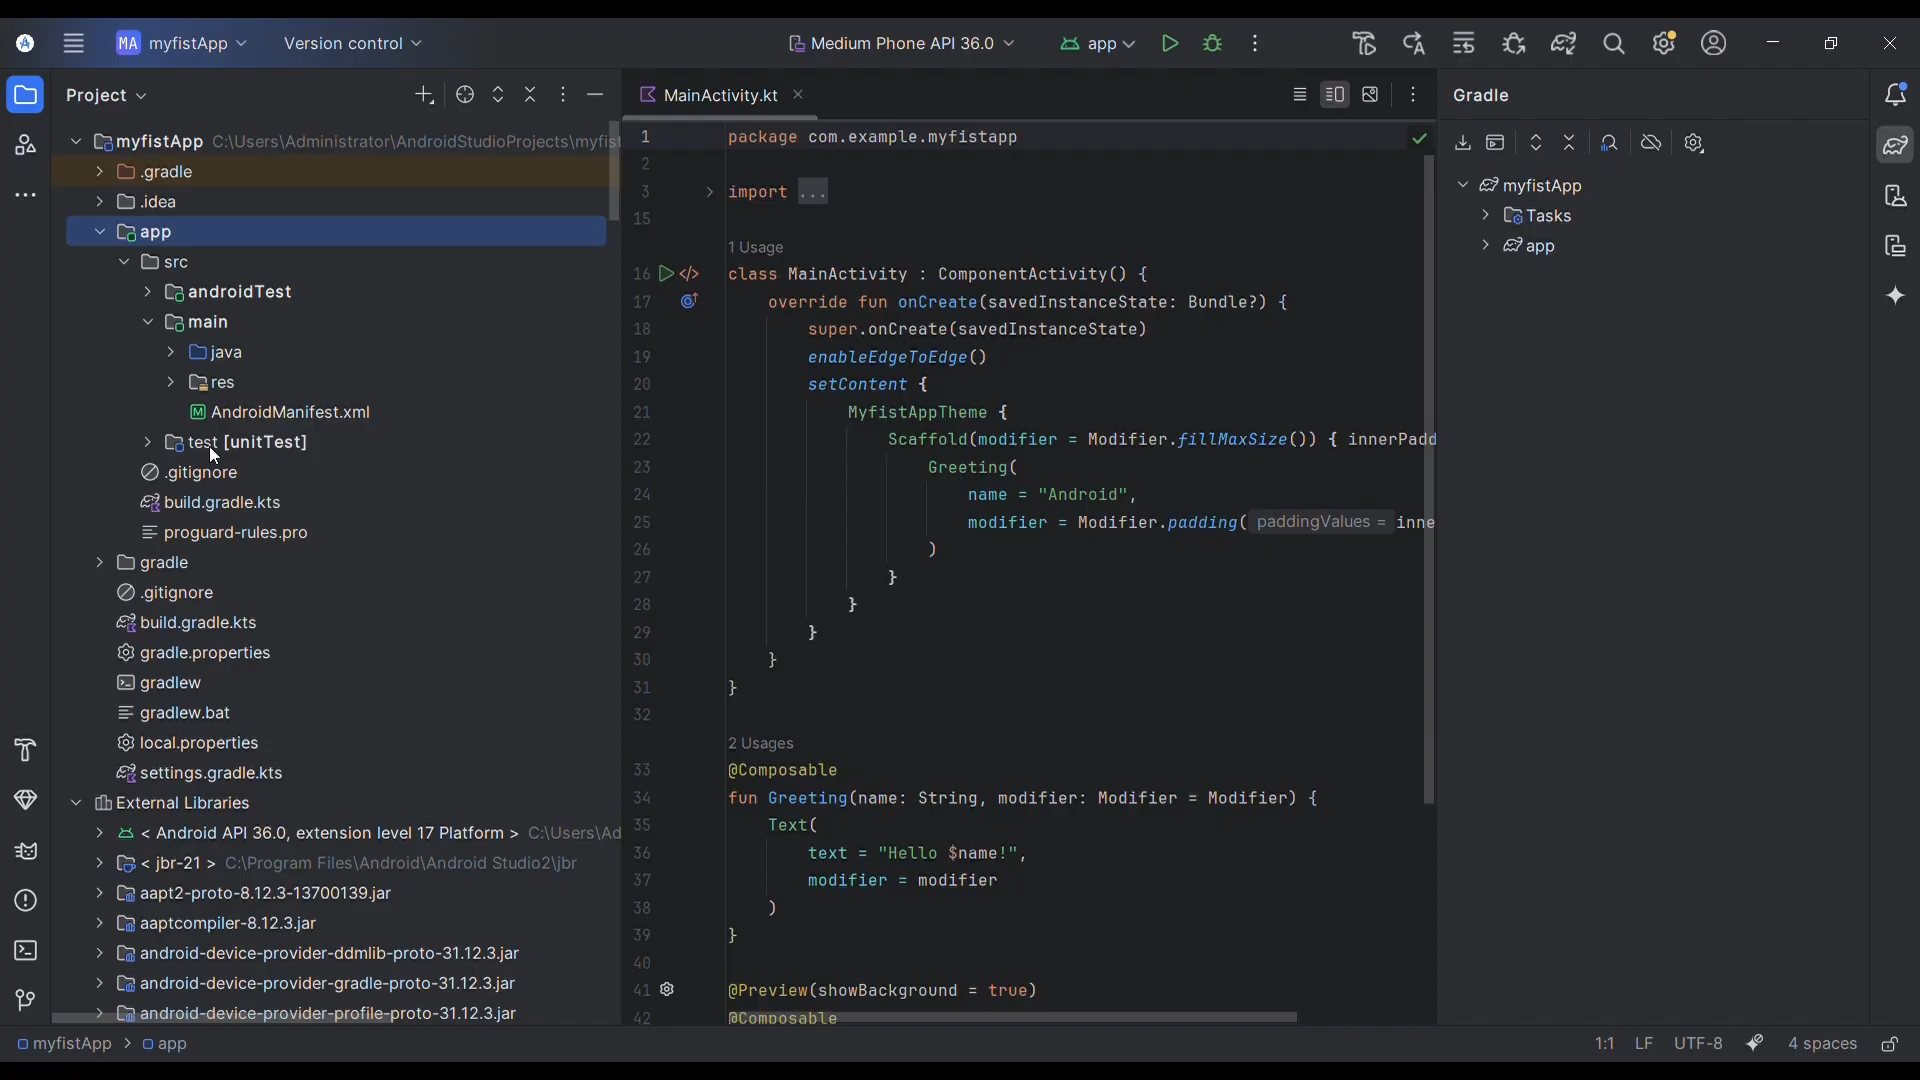 MA myfistApp
Version control
Medium Phone API 36.0
app
Project
MainActivity.kt
Gradle
myfistApp C:\Users\Administrator\AndroidStudioProjects\myfist
.gradle
.idea
app
src
androidTest
main
java
res
AndroidManifest.xml
test [unitTest]
.gitignore
build.gradle.kts
proguard-rules.pro
gradle
.gitignore
build.gradle.kts
gradle.properties
gradlew
gradlew.bat
local.properties
settings.gradle.kts
External Libraries
< Android API 36.0, extension level 17 Platform > C:\Users\Ad
< jbr-21 > C:\Program Files\Android\Android Studio2\jbr
aapt2-proto-8.12.3-13700139.jar
aaptcompiler-8.12.3.jar
android-device-provider-ddmlib-proto-31.12.3.jar
android-device-provider-gradle-proto-31.12.3.jar
android-device-provider-profile-proto-31.12.3.jar
1 package com.example.myfistapp
2
3 import ...
15
1 Usage
16 class MainActivity : ComponentActivity() {
17 override fun onCreate(savedInstanceState: Bundle?) {
18 super.onCreate(savedInstanceState)
19 enableEdgeToEdge()
20 setContent {
21 MyfistAppTheme {
22 Scaffold(modifier = Modifier.fillMaxSize()) { innerPadd
23 Greeting(
24 name = "Android",
25 modifier = Modifier.padding( paddingValues = inne
26 )
27 }
28 }
29 }
30 }
31 }
32
2 Usages
33 @Composable
34 fun Greeting(name: String, modifier: Modifier = Modifier) {
35 Text(
36 text = "Hello $name!",
37 modifier = modifier
38 )
39 }
40
41 @Preview(showBackground = true)
42 @Composable
myfistApp
Tasks
app
myfistApp > app
1:1 LF UTF-8 4 spaces